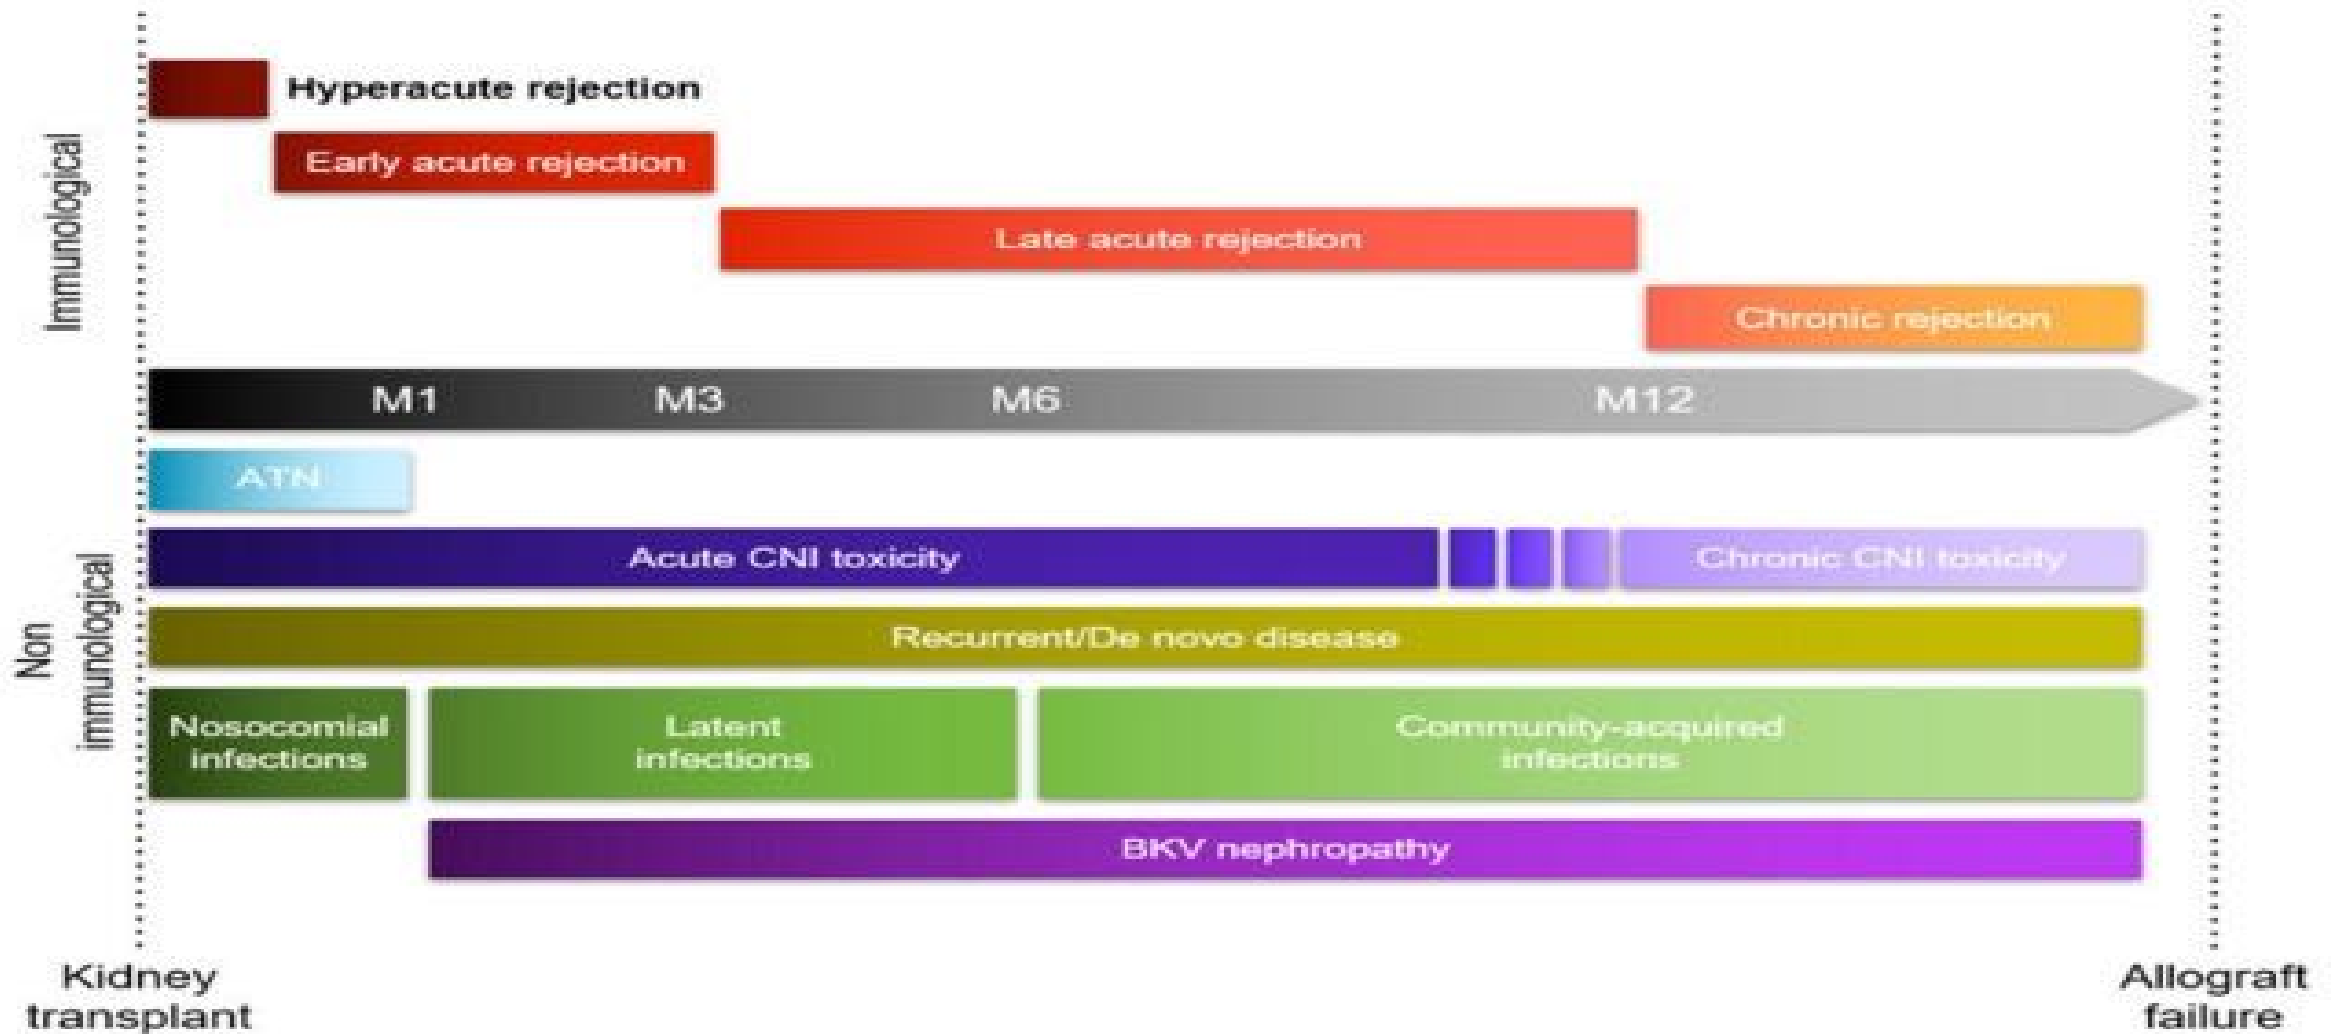 Immunological
Hyperacute rejection
Early acute rejection
Late acute rejection
Chronic rejection
M1 M3 M6 M12
Non
immunological
ATN
Acute CNI toxicity
Chronic CNI toxicity
Recurrent/De novo disease
Nosocomial
infections
Latent
infections
Community-acquired
infections
BKV nephropathy
Kidney
transplant
Allograft
failure